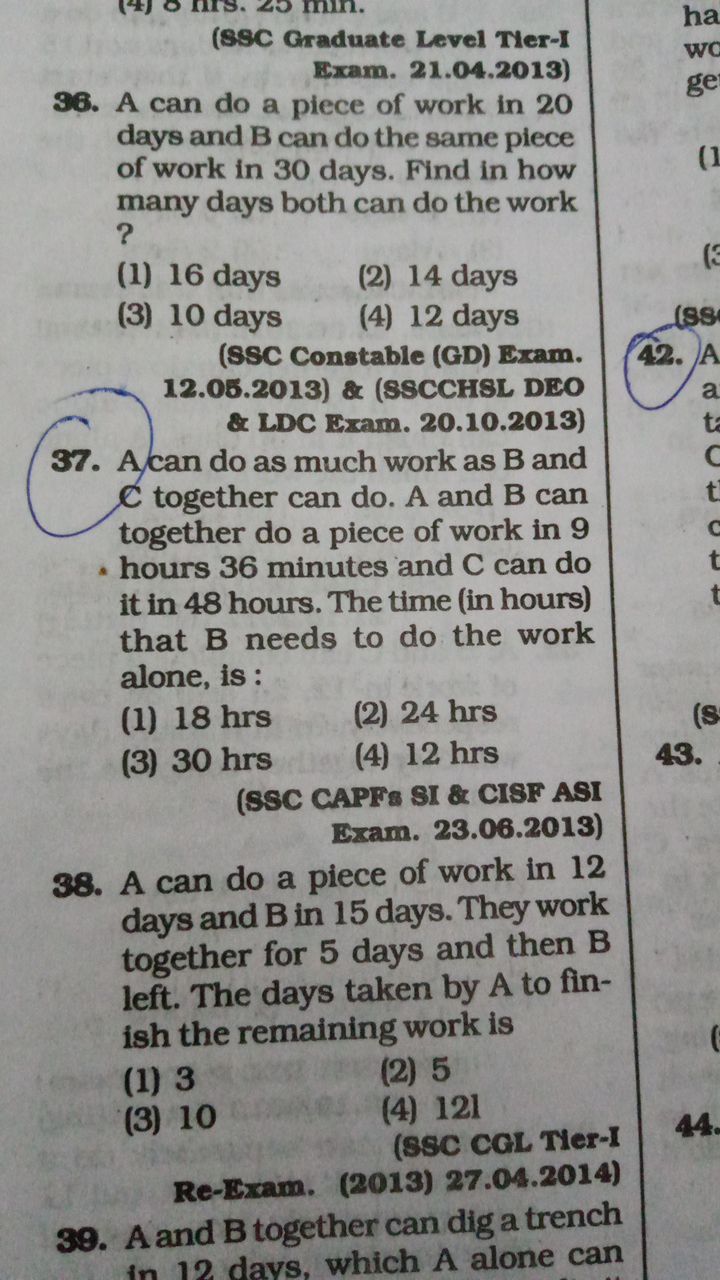 (4) 8 hrs. 25 min.
(SSC Graduate Level Tier-I
Exam. 21.04.2013)
36. A can do a piece of work in 20
days and B can do the same piece
of work in 30 days. Find in how
many days both can do the work
?
(1) 16 days (2) 14 days
(3) 10 days (4) 12 days
(SSC Constable (GD) Exam.
12.05.2013) & (SSCCHSL DEO
& LDC Exam. 20.10.2013)
37. A can do as much work as B and
C together can do. A and B can
together do a piece of work in 9
hours 36 minutes and C can do
it in 48 hours. The time (in hours)
that B needs to do the work
alone, is :
(1) 18 hrs (2) 24 hrs
(3) 30 hrs (4) 12 hrs
(SSC CAPFs SI & CISF ASI
Exam. 23.06.2013)
38. A can do a piece of work in 12
days and B in 15 days. They work
together for 5 days and then B
left. The days taken by A to fin-
ish the remaining work is
(1) 3 (2) 5
(3) 10 (4) 12l
(SSC CGL Tier-I
Re-Exam. (2013) 27.04.2014)
39. A and B together can dig a trench
in 12 days, which A alone can
ha
wo
ge
(1
(3
(SS
42. A
a
ta
C
t
c
t
t
(S
43.
44.